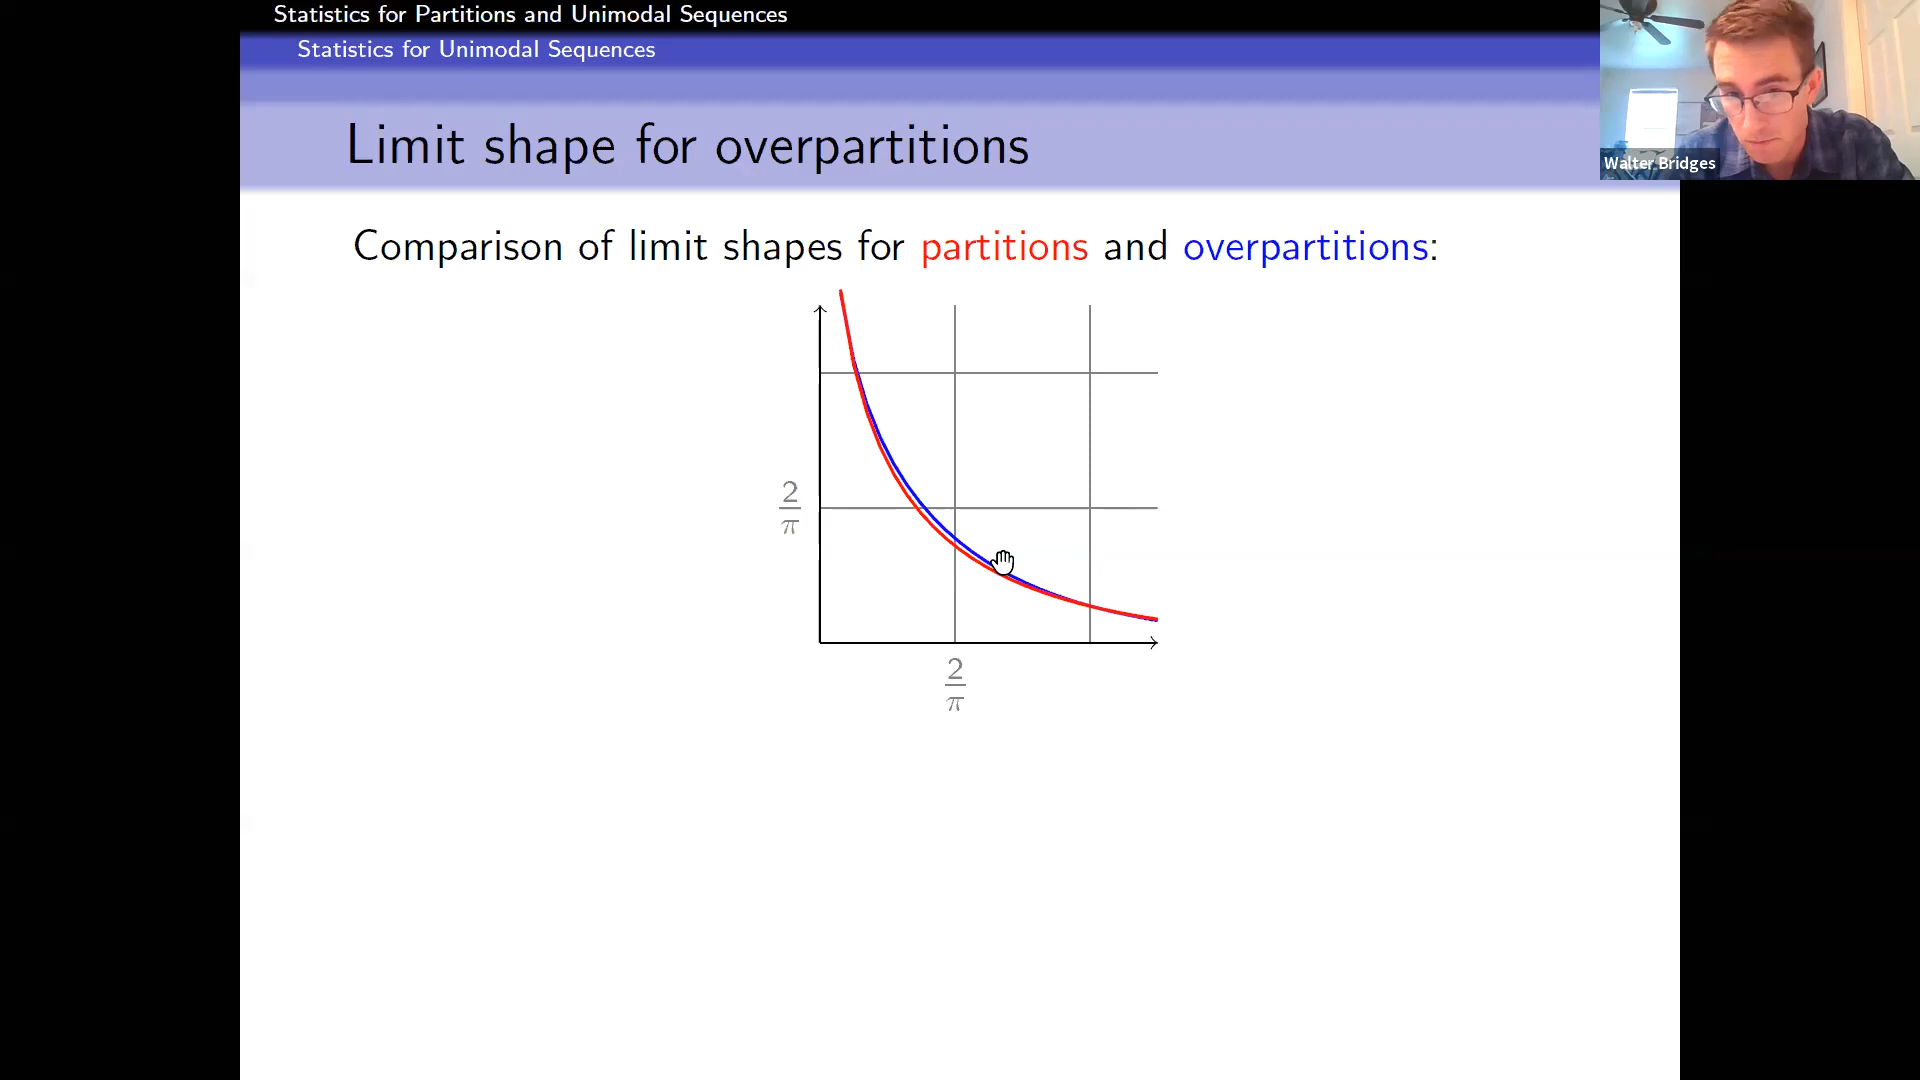 Statistics for Partitions and Unimodal Sequences
Statistics for Unimodal Sequences
Walter Bridges
Limit shape for overpartitions
Comparison of limit shapes for partitions and overpartitions:
2
π
2
π